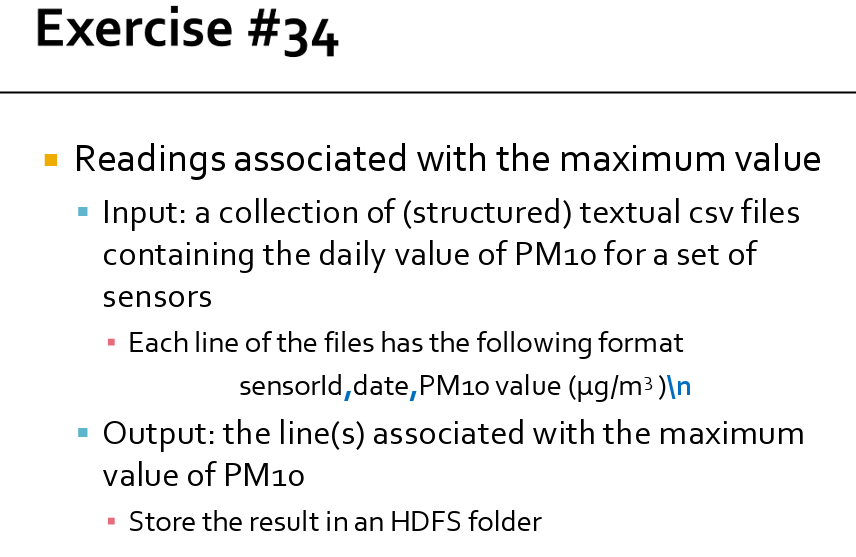 Exercise #34
Readings associated with the maximum value
Input: a collection of (structured) textual csv files
containing the daily value of PM10 for a set of
sensors
Each line of the files has the following format
sensorId,date,PM10 value (μg/m³ )\n
Output: the line(s) associated with the maximum
value of PM10
Store the result in an HDFS folder